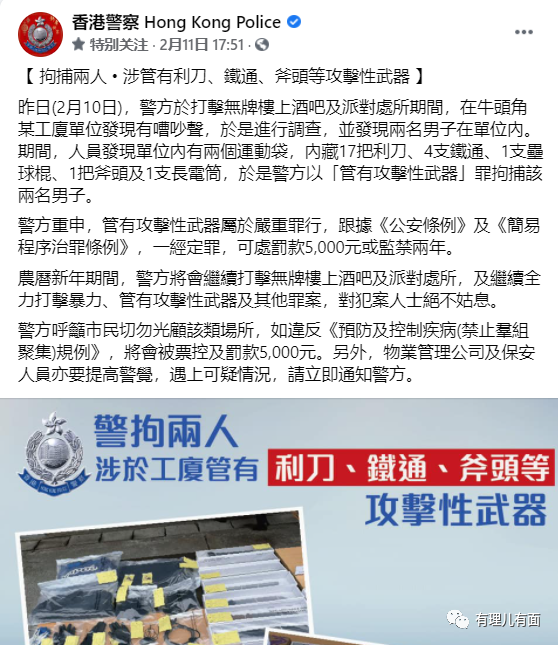 香港警察 Hong Kong Police
特别关注 · 2月11日 17:51 ·
【 拘捕兩人 • 涉管有利刀、鐵通、斧頭等攻擊性武器 】
昨日(2月10日)，警方於打擊無牌樓上酒吧及派對處所期間，在牛頭角
某工廈單位發現有嘈吵聲，於是進行調查，並發現兩名男子在單位內。
期間，人員發現單位內有兩個運動袋，內藏17把利刀、4支鐵通、1支壘
球棍、1把斧頭及1支長電筒，於是警方以「管有攻擊性武器」罪拘捕該
兩名男子。
警方重申，管有攻擊性武器屬於嚴重罪行，跟據《公安條例》及《簡易
程序治罪條例》，一經定罪，可處罰款5,000元或監禁兩年。
農曆新年期間，警方將會繼續打擊無牌樓上酒吧及派對處所，及繼續全
力打擊暴力、管有攻擊性武器及其他罪案，對犯案人士絕不姑息。
警方呼籲市民切勿光顧該類場所，如違反《預防及控制疾病(禁止羣組
聚集)規例》，將會被票控及罰款5,000元。另外，物業管理公司及保安
人員亦要提高警覺，遇上可疑情況，請立即通知警方。
警拘兩人
涉於工廈管有 利刀、鐵通、斧頭等
攻擊性武器
有理儿有面